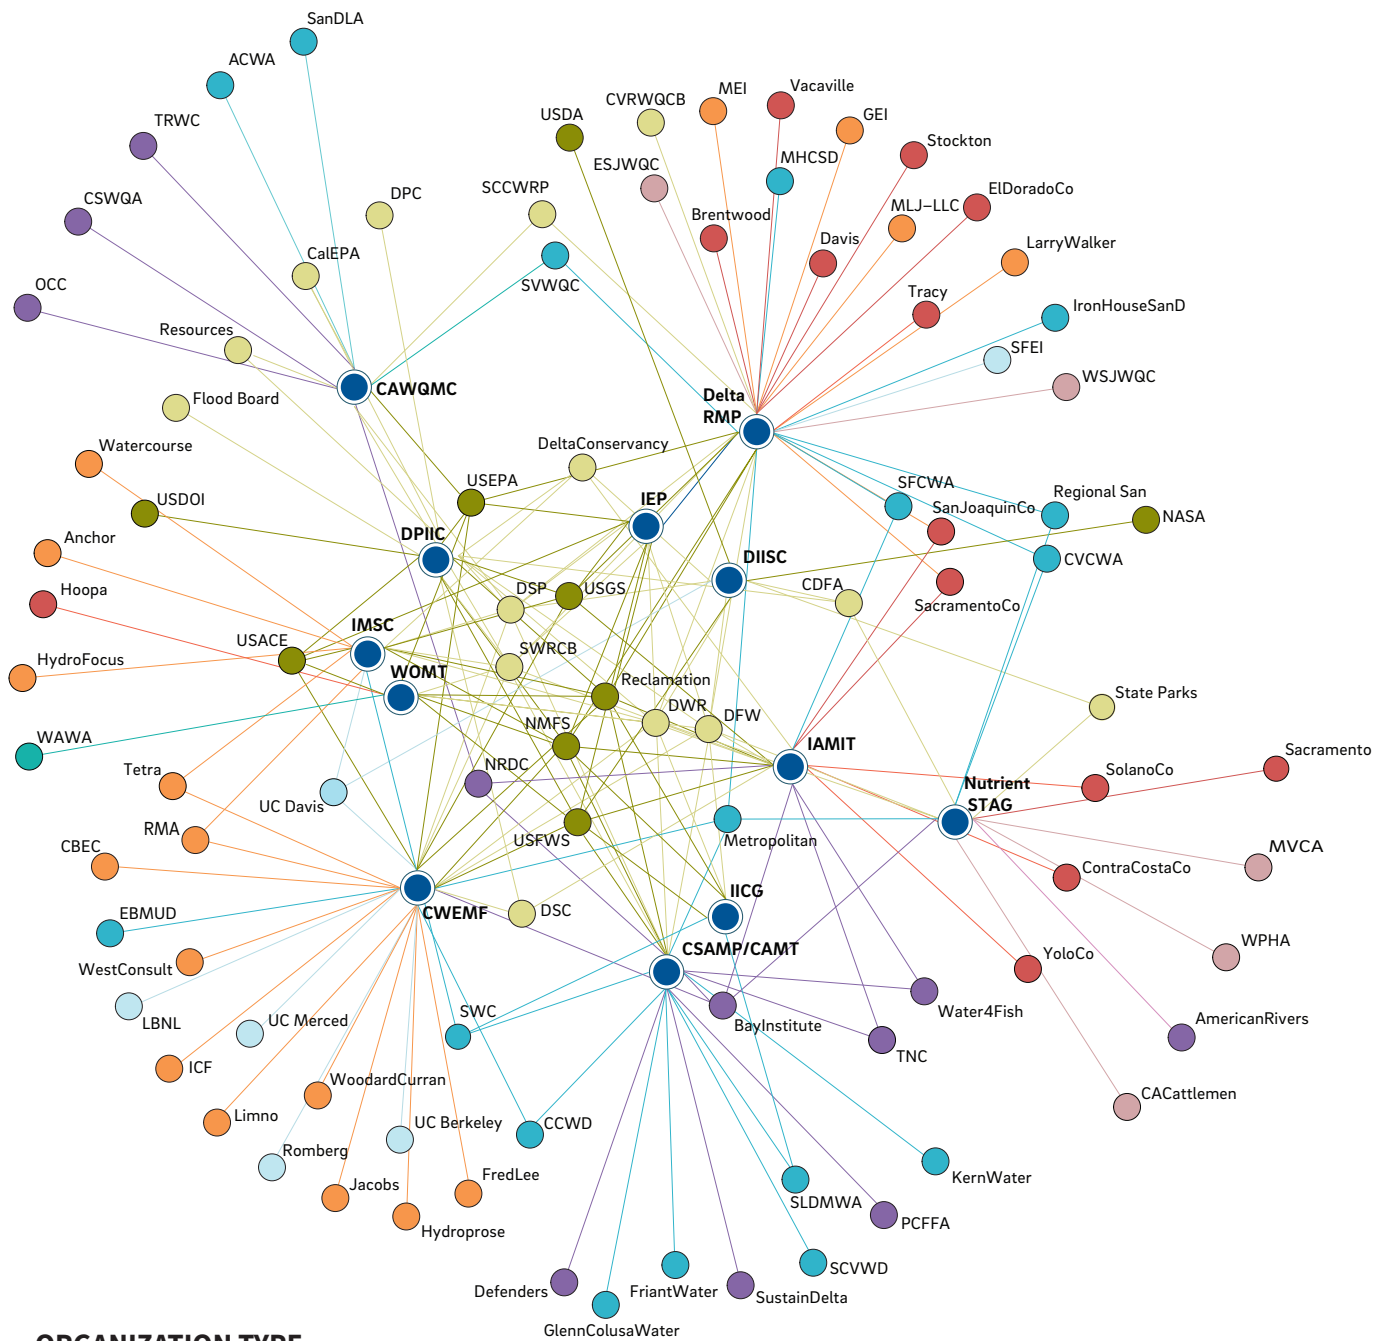 SanDLA
ACWA
TRWC
CSWQA
OCC
DPC
CalEPA
Resources
Flood Board
CAWQMC
SCCWRP
SVWQC
USDA
CVRWQCB
ESJWQC
MEI
Vacaville
MHCSD
GEI
Stockton
Brentwood
Davis
MLJ–LLC
ElDoradoCo
LarryWalker
Tracy
IronHouseSanD
SFEI
WSJWQC
Delta
RMP
Watercourse
USDOI
Anchor
Hoopa
HydroFocus
USACE
WAWA
USEPA
DPIIC
DeltaConservancy
IEP
DIISC
DSP
USGS
IMSC
WOMT
SWRCB
Reclamation
DWR
DFW
NMFS
NRDC
USFWS
CDFA
SFCWA
SanJoaquinCo
SacramentoCo
Regional San
CVCWA
NASA
State Parks
IAMIT
Nutrient
STAG
SolanoCo
Sacramento
MVCA
ContraCostaCo
WPHA
YoloCo
AmericanRivers
CACattlemen
Metropolitan
IICG
CSAMP/CAMT
BayInstitute
Water4Fish
TNC
Tetra
UC Davis
RMA
CBEC
EBMUD
WestConsult
LBNL
UC Merced
ICF
Limno
WoodardCurran
Romberg
UC Berkeley
Jacobs
Hydroprose
FredLee
CWEMF
DSC
SWC
CCWD
KernWater
SLDMWA
PCFFA
SCVWD
SustainDelta
FriantWater
Defenders
GlennColusaWater
ORGANIZATION TYPE